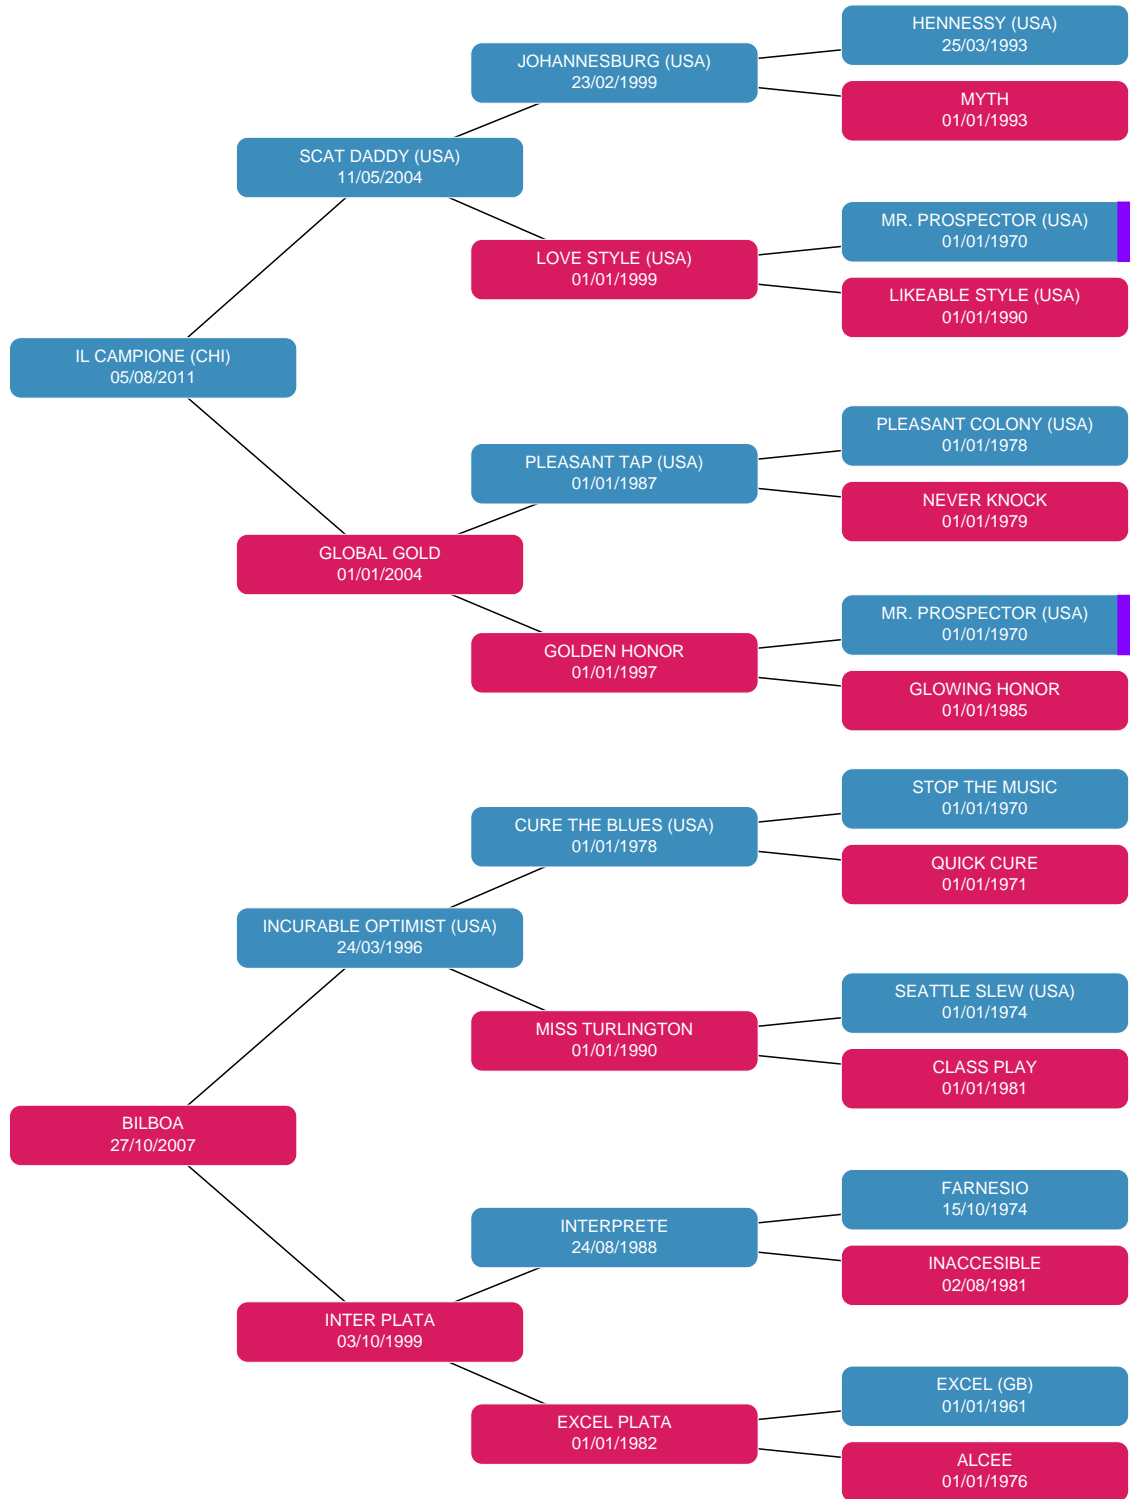 HENNESSY (USA)
25/03/1993
JOHANNESBURG (USA)
23/02/1999
MYTH
01/01/1993
SCAT DADDY (USA)
11/05/2004
MR. PROSPECTOR (USA)
01/01/1970
LOVE STYLE (USA)
01/01/1999
LIKEABLE STYLE (USA)
01/01/1990
IL CAMPIONE (CHI)
05/08/2011
PLEASANT COLONY (USA)
01/01/1978
PLEASANT TAP (USA)
01/01/1987
NEVER KNOCK
01/01/1979
GLOBAL GOLD
01/01/2004
MR. PROSPECTOR (USA)
01/01/1970
GOLDEN HONOR
01/01/1997
GLOWING HONOR
01/01/1985
STOP THE MUSIC
01/01/1970
CURE THE BLUES (USA)
01/01/1978
QUICK CURE
01/01/1971
INCURABLE OPTIMIST (USA)
24/03/1996
SEATTLE SLEW (USA)
01/01/1974
MISS TURLINGTON
01/01/1990
CLASS PLAY
01/01/1981
BILBOA
27/10/2007
FARNESIO
15/10/1974
INTERPRETE
24/08/1988
INACCESIBLE
02/08/1981
INTER PLATA
03/10/1999
EXCEL (GB)
01/01/1961
EXCEL PLATA
01/01/1982
ALCEE
01/01/1976